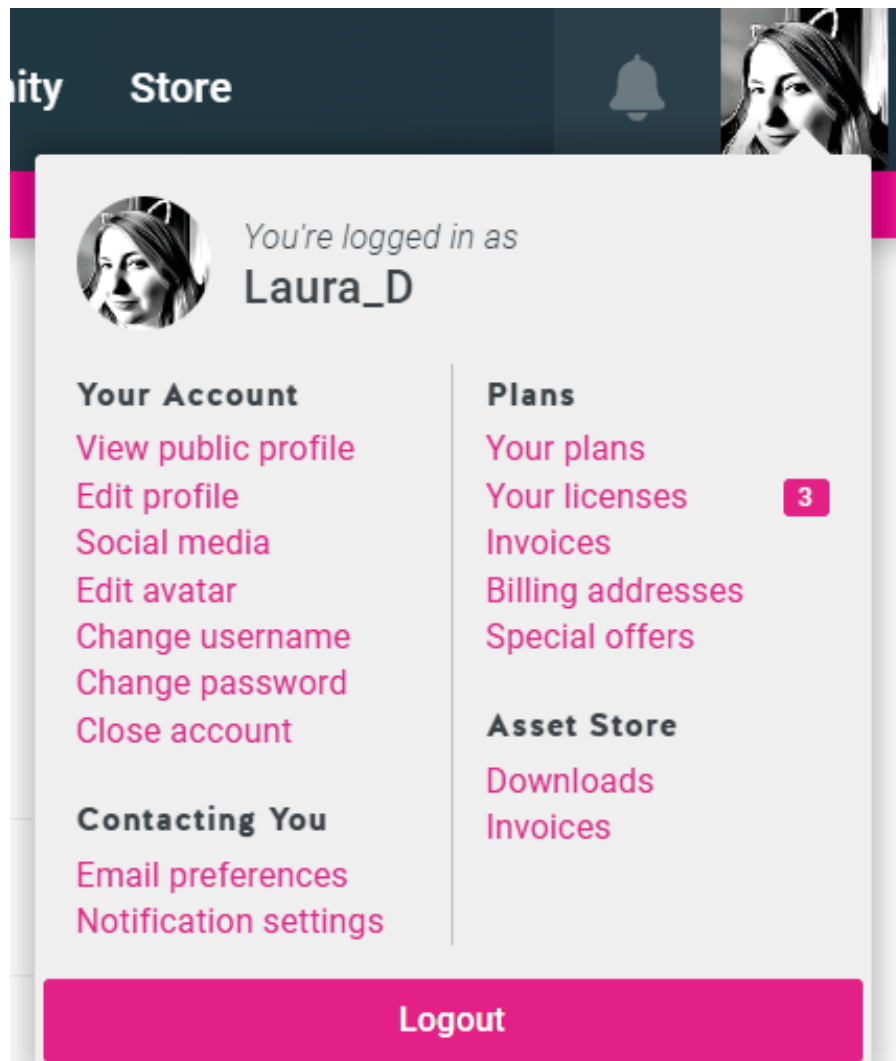 Store
You're logged in as
Laura_D
Your Account
View public profile
Edit profile
Social media
Edit avatar
Change username
Change password
Close account
Contacting You
Email preferences
Notification settings
Plans
Your plans
Your licenses 3
Invoices
Billing addresses
Special offers
Asset Store
Downloads
Invoices
Logout